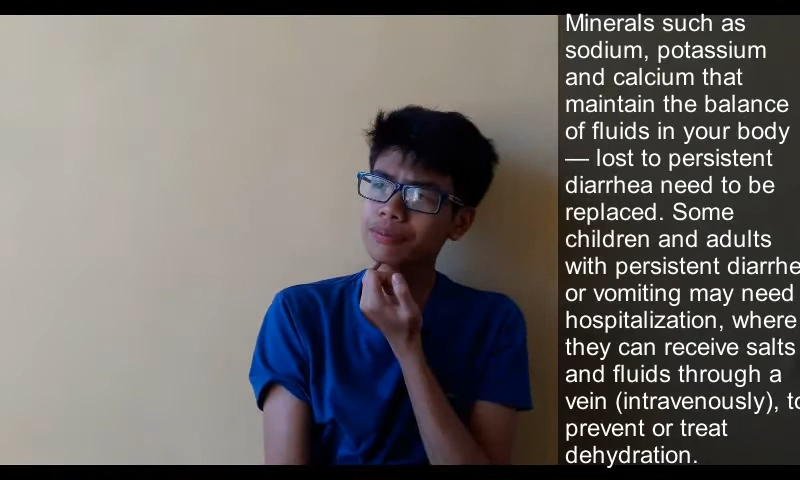 Minerals such as
sodium, potassium
and calcium that
maintain the balance
of fluids in your body
— lost to persistent
diarrhea need to be
replaced. Some
children and adults
with persistent diarrhe
or vomiting may need
hospitalization, where
they can receive salts
and fluids through a
vein (intravenously), to
prevent or treat
dehydration.